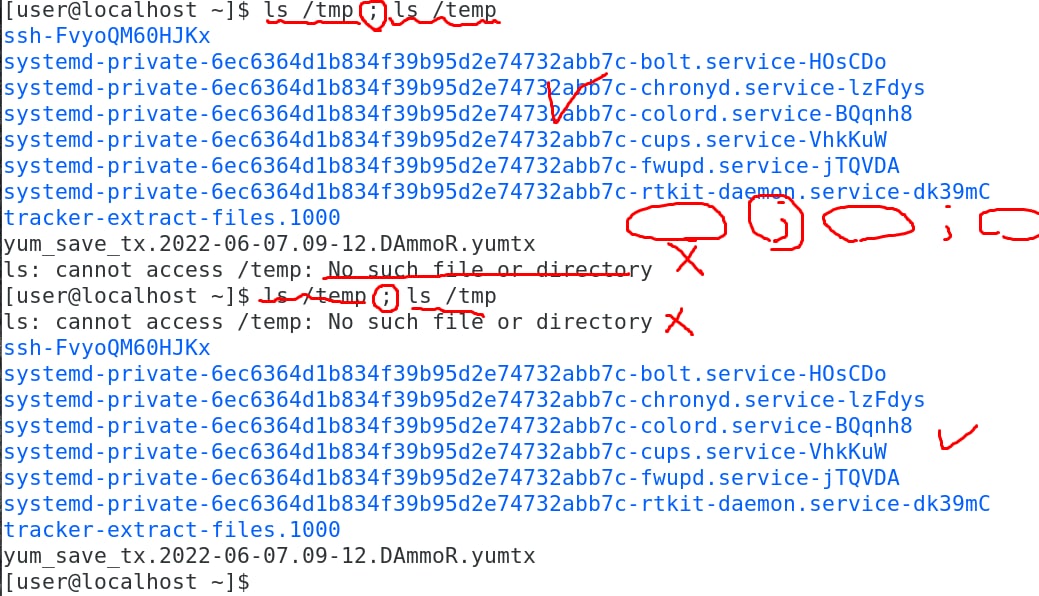 [user@localhost ~]$ ls /tmp ; ls /temp
ssh-FvyoQM60HJKx
systemd-private-6ec6364d1b834f39b95d2e74732abb7c-bolt.service-HOsCDo
systemd-private-6ec6364d1b834f39b95d2e74732abb7c-chronyd.service-lzFdys
systemd-private-6ec6364d1b834f39b95d2e74732abb7c-colord.service-BQqnh8
systemd-private-6ec6364d1b834f39b95d2e74732abb7c-cups.service-VhkKuW
systemd-private-6ec6364d1b834f39b95d2e74732abb7c-fwupd.service-jTQVDA
systemd-private-6ec6364d1b834f39b95d2e74732abb7c-rtkit-daemon.service-dk39mC
tracker-extract-files.1000
; ;
yum_save_tx.2022-06-07.09-12.DAmmoR.yumtx
ls: cannot access /temp: No such file or directory
[user@localhost ~]$ ls /temp ; ls /tmp
ls: cannot access /temp: No such file or directory
ssh-FvyoQM60HJKx
systemd-private-6ec6364d1b834f39b95d2e74732abb7c-bolt.service-HOsCDo
systemd-private-6ec6364d1b834f39b95d2e74732abb7c-chronyd.service-lzFdys
systemd-private-6ec6364d1b834f39b95d2e74732abb7c-colord.service-BQqnh8
systemd-private-6ec6364d1b834f39b95d2e74732abb7c-cups.service-VhkKuW
systemd-private-6ec6364d1b834f39b95d2e74732abb7c-fwupd.service-jTQVDA
systemd-private-6ec6364d1b834f39b95d2e74732abb7c-rtkit-daemon.service-dk39mC
tracker-extract-files.1000
yum_save_tx.2022-06-07.09-12.DAmmoR.yumtx
[user@localhost ~]$